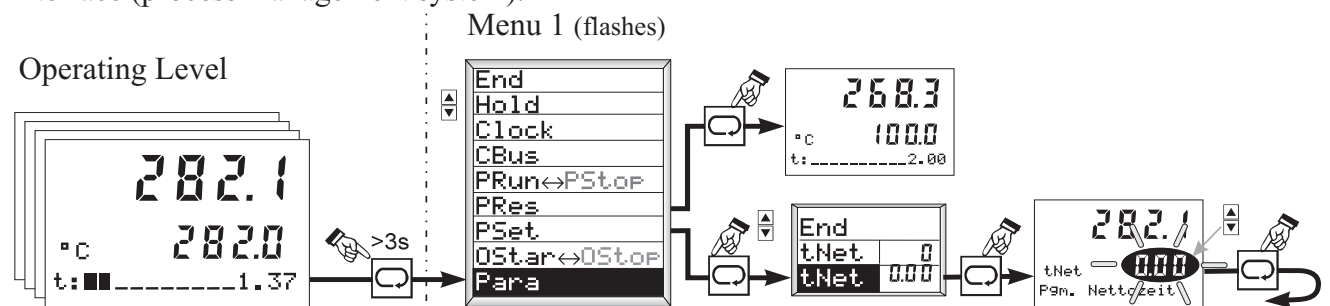 Menu 1 (flashes)
Operating Level
282.1
°C 282.0
t: 1.37
>3s
End
Hold
Clock
CBus
PRun↔PStop
PRes
PSet
OStar↔OStop
Para
268.3
°C 100.0
t:__________2.00
End
tNet 0
tNet 0.00
282.1
tNet 0.00
Pgm. Nettozeit